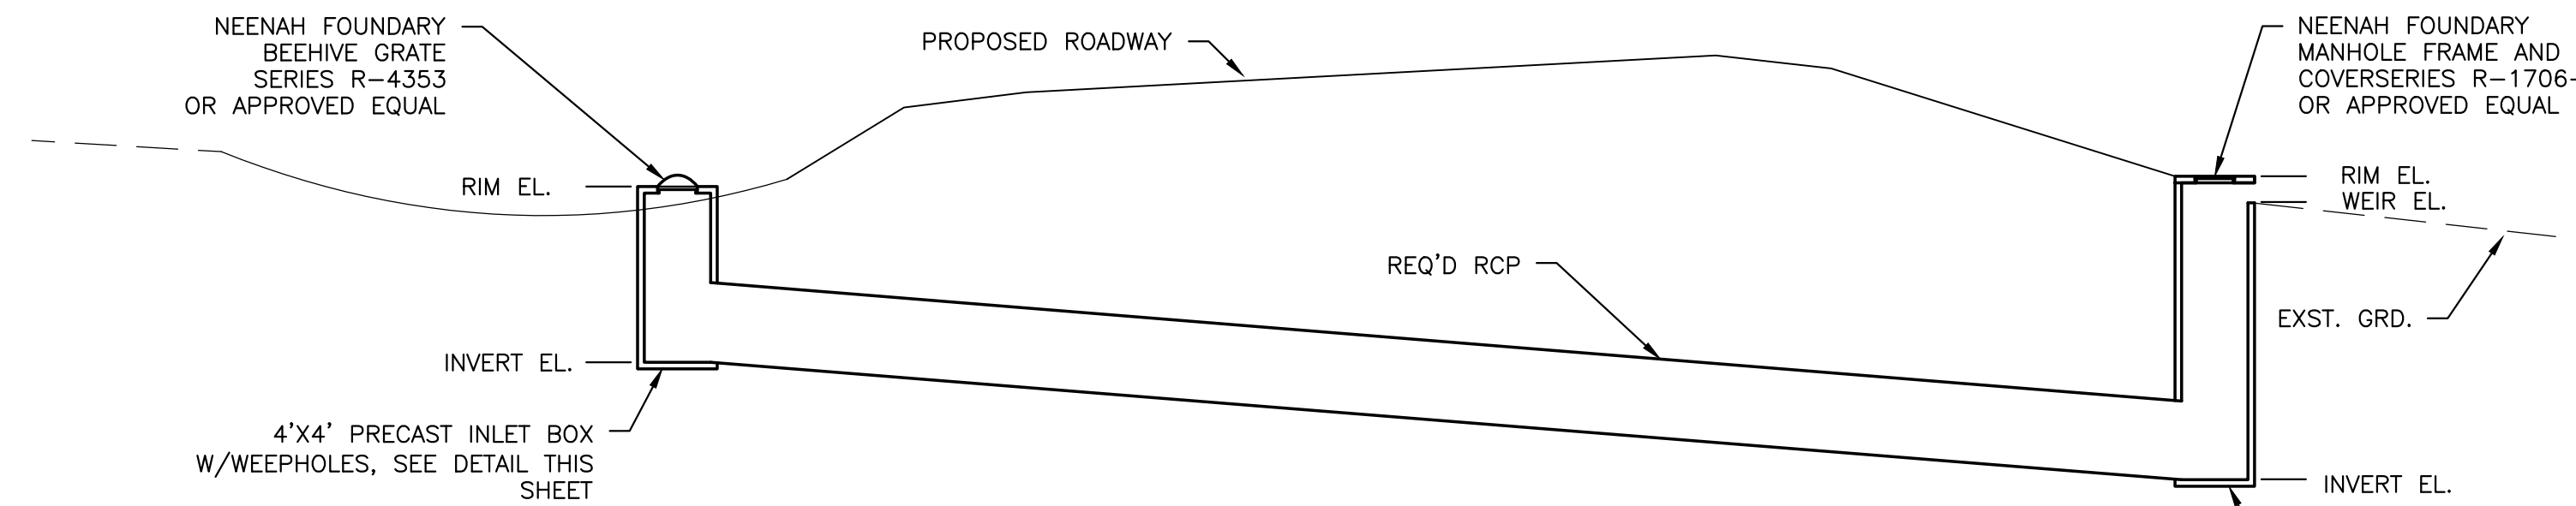 NEENAH FOUNDARY
BEEHIVE GRATE
SERIES R-4353
OR APPROVED EQUAL
PROPOSED ROADWAY
NEENAH FOUNDARY
MANHOLE FRAME AND
COVERSERIES R-1706-
OR APPROVED EQUAL
RIM EL.
RIM EL.
WEIR EL.
REQ'D RCP
EXST. GRD.
INVERT EL.
4'X4' PRECAST INLET BOX
W/WEEPHOLES, SEE DETAIL THIS
SHEET
INVERT EL.